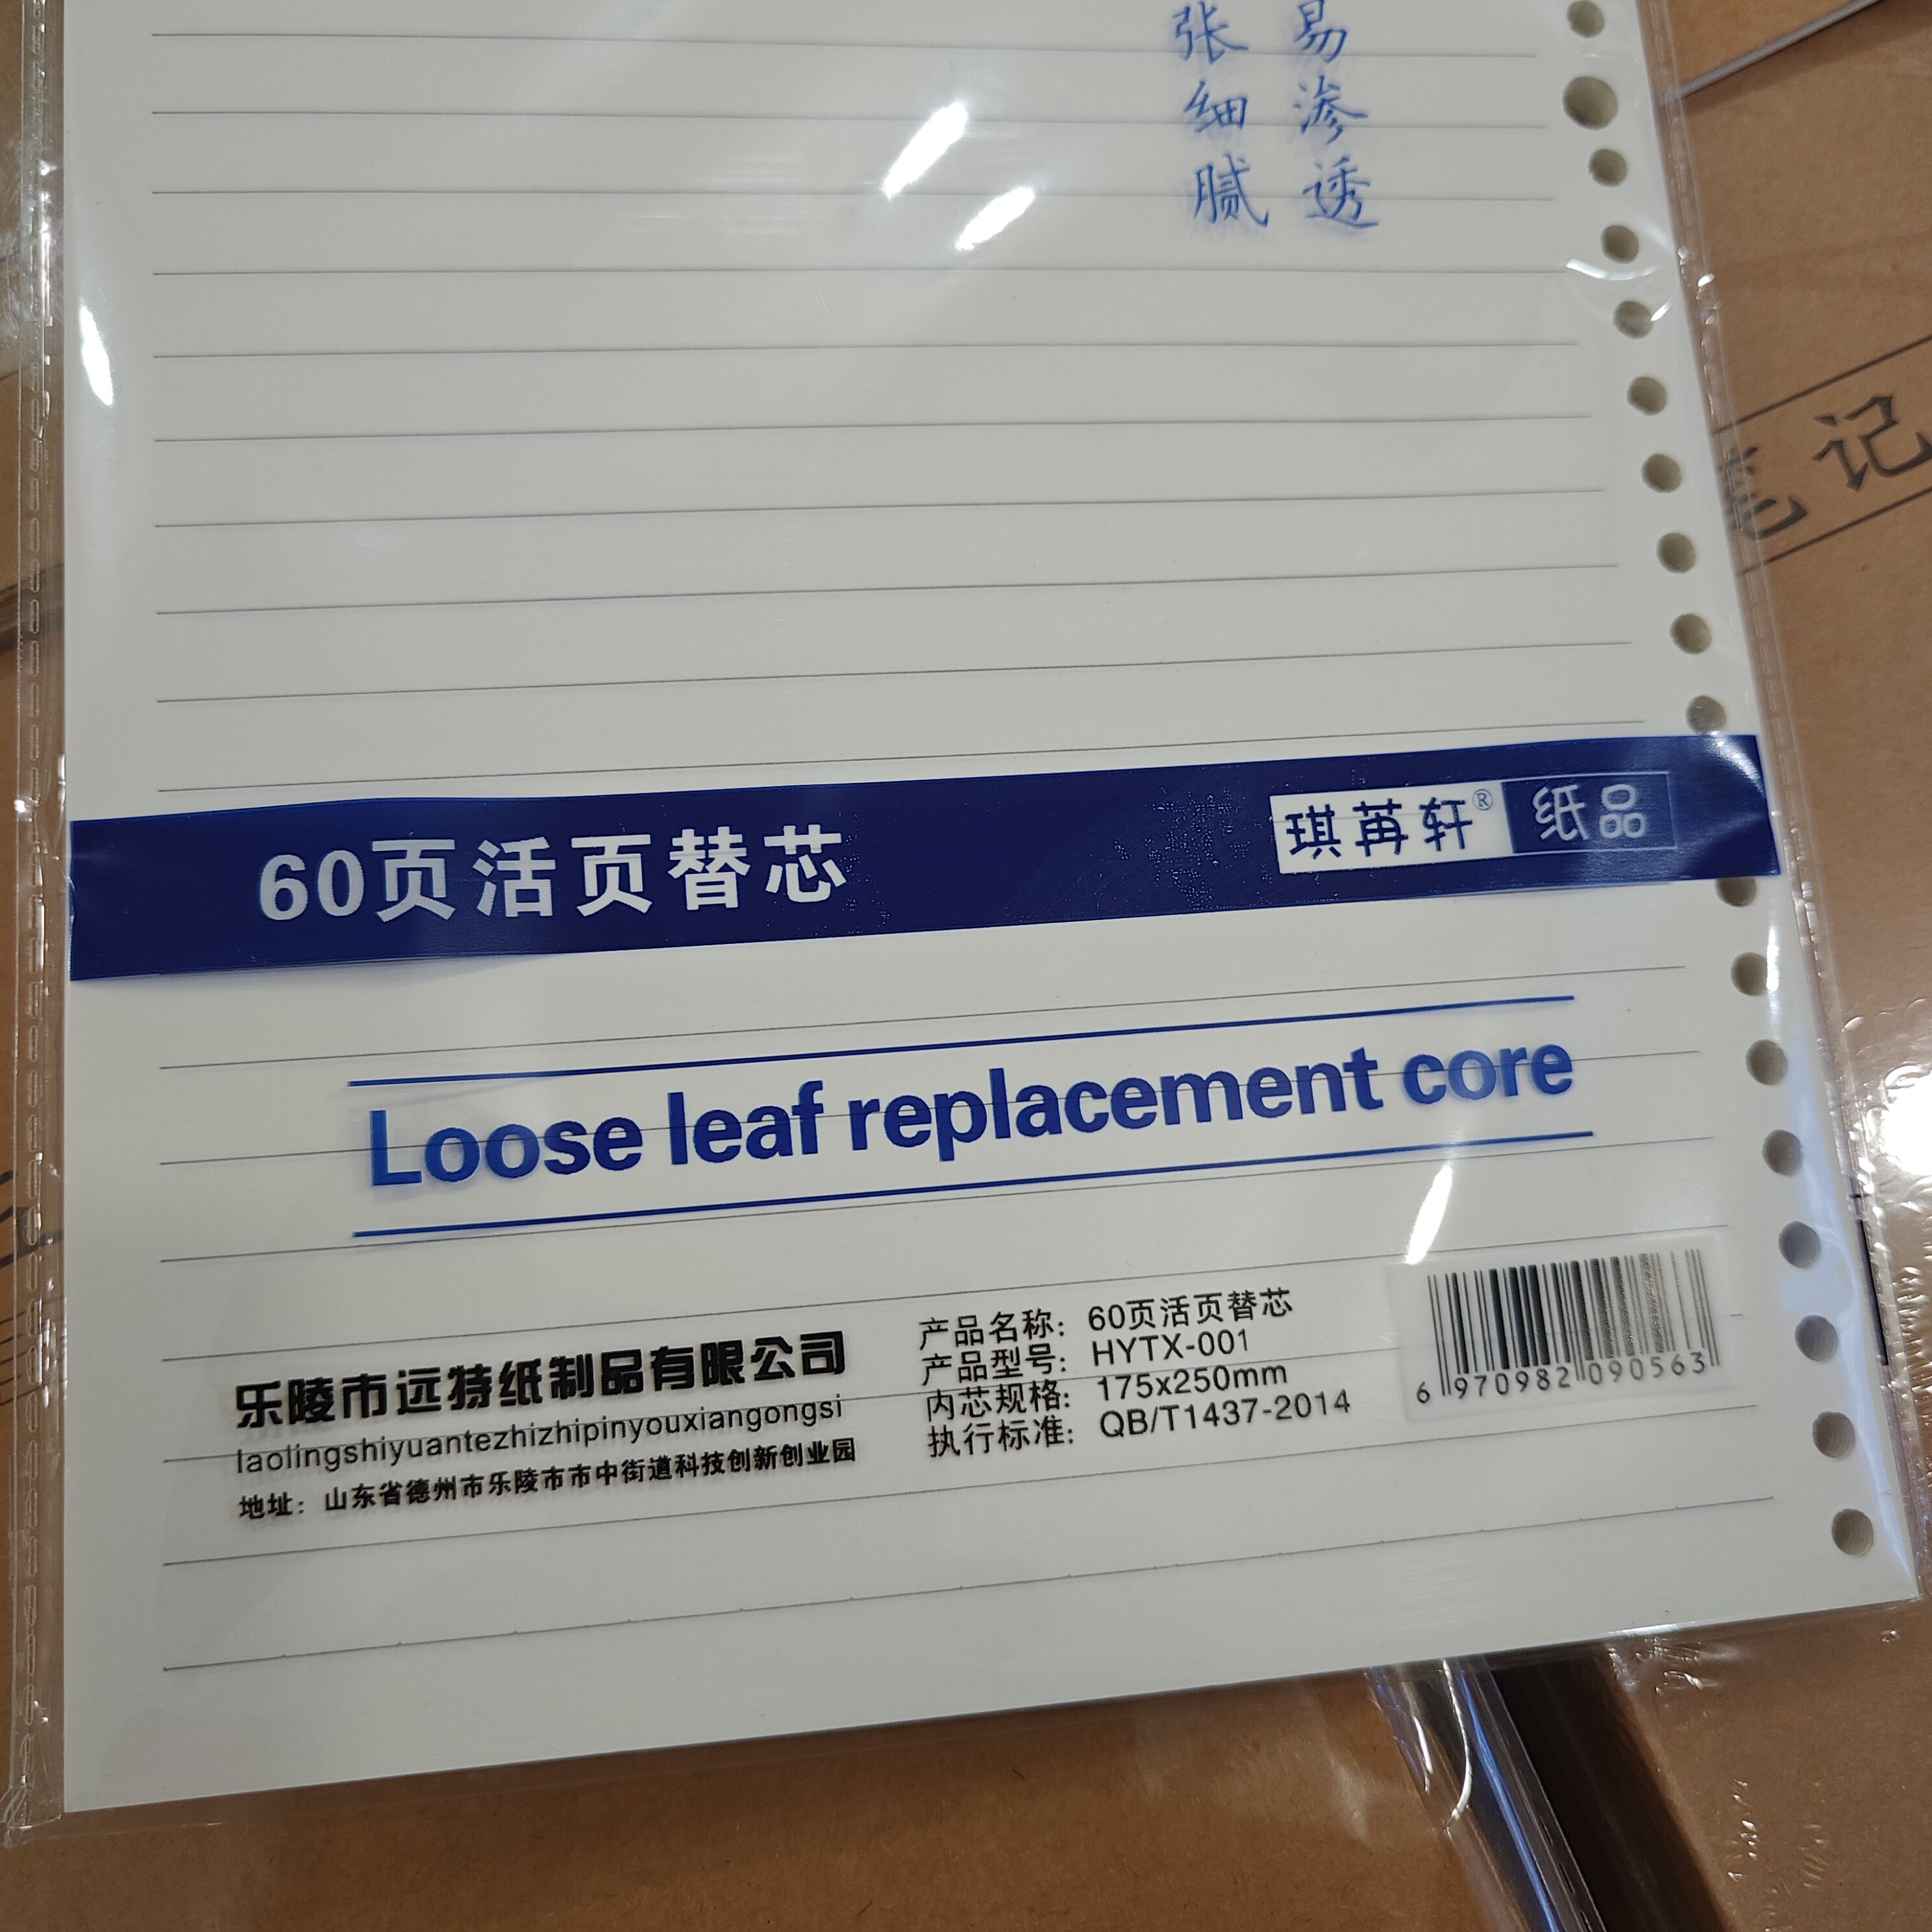 张细腻
易渗透
笔记
60页活页替芯
琪苒轩® 纸品
Loose leaf replacement core
乐陵市远特纸制品有限公司
laolingshiyuantezhizhipinyouxiangongsi
地址：山东省德州市乐陵市市中街道科技创新创业园
产品名称：60页活页替芯
产品型号：HYTX-001
内芯规格：175x250mm
执行标准：QB/T1437-2014
6 970982 090563